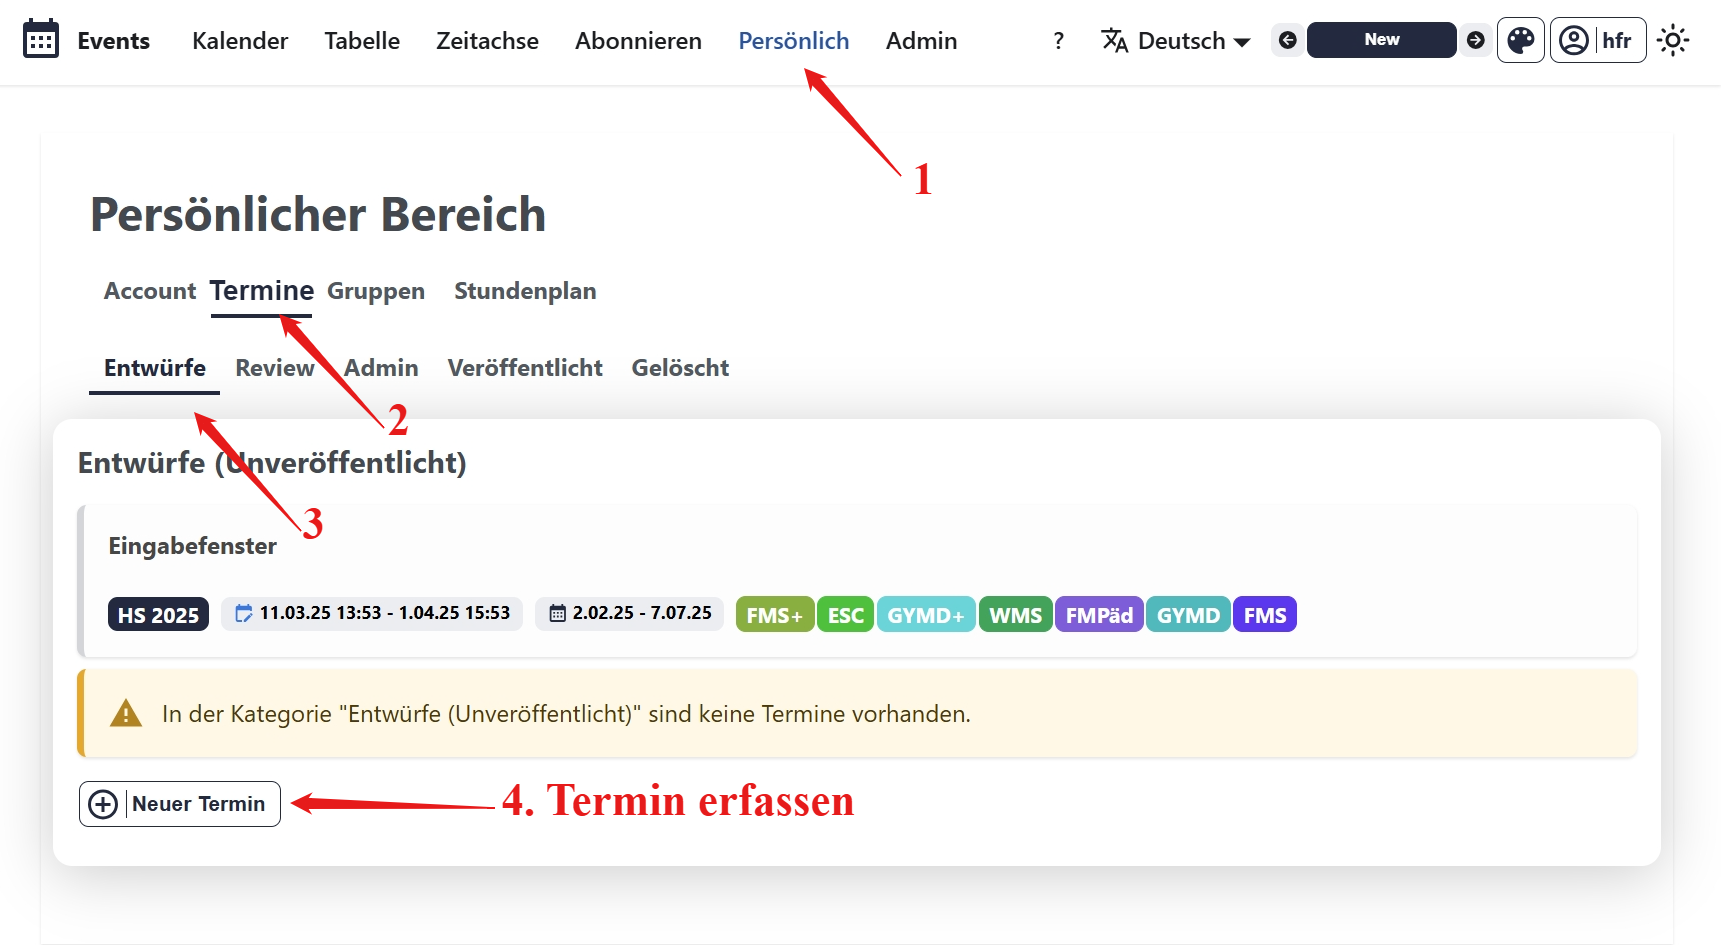 Events Kalender Tabelle Zeitachse Abonnieren Persönlich Admin ? Deutsch New hfr
1
Persönlicher Bereich
Account Termine Gruppen Stundenplan
Entwürfe Review Admin Veröffentlicht Gelöscht
2
Entwürfe (Unveröffentlicht)
3
Eingabefenster
HS 2025 11.03.25 13:53 - 1.04.25 15:53 2.02.25 - 7.07.25 FMS+ ESC GYMD+ WMS FMPäd GYMD FMS
In der Kategorie "Entwürfe (Unveröffentlicht)" sind keine Termine vorhanden.
Neuer Termin 4. Termin erfassen